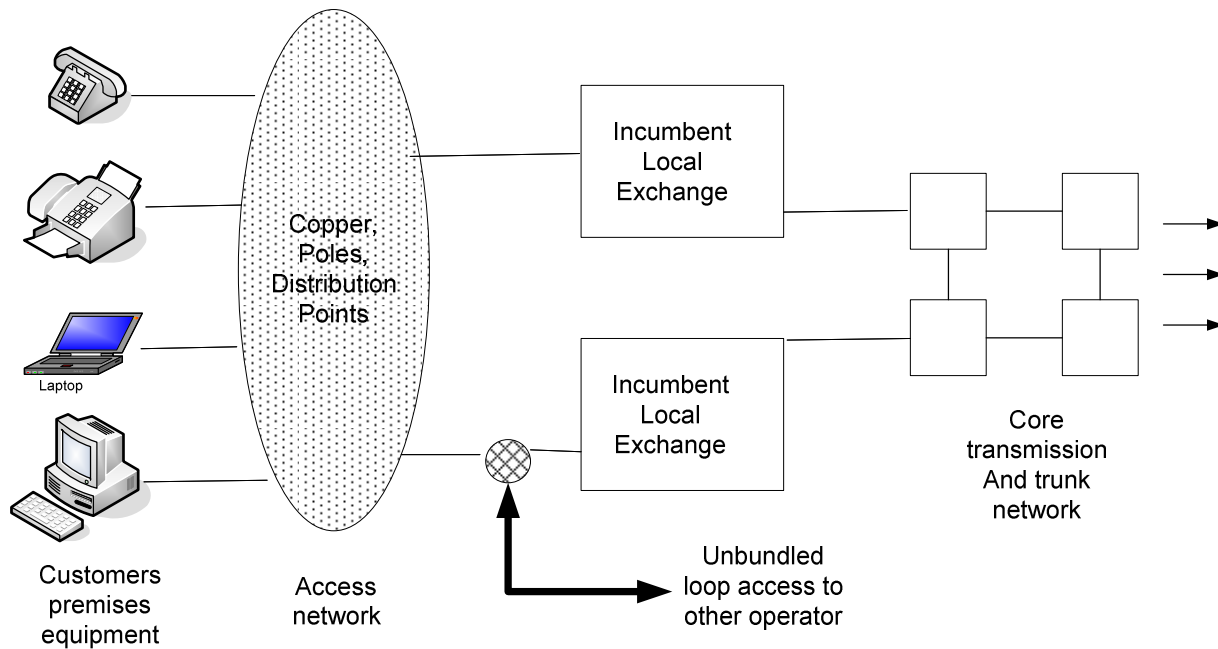 Incumbent
Local
Exchange
Copper,
Poles,
Distribution
Points
Laptop
Incumbent
Local
Exchange
Core
transmission
And trunk
network
Customers
premises
equipment
Access
network
Unbundled
loop access to
other operator